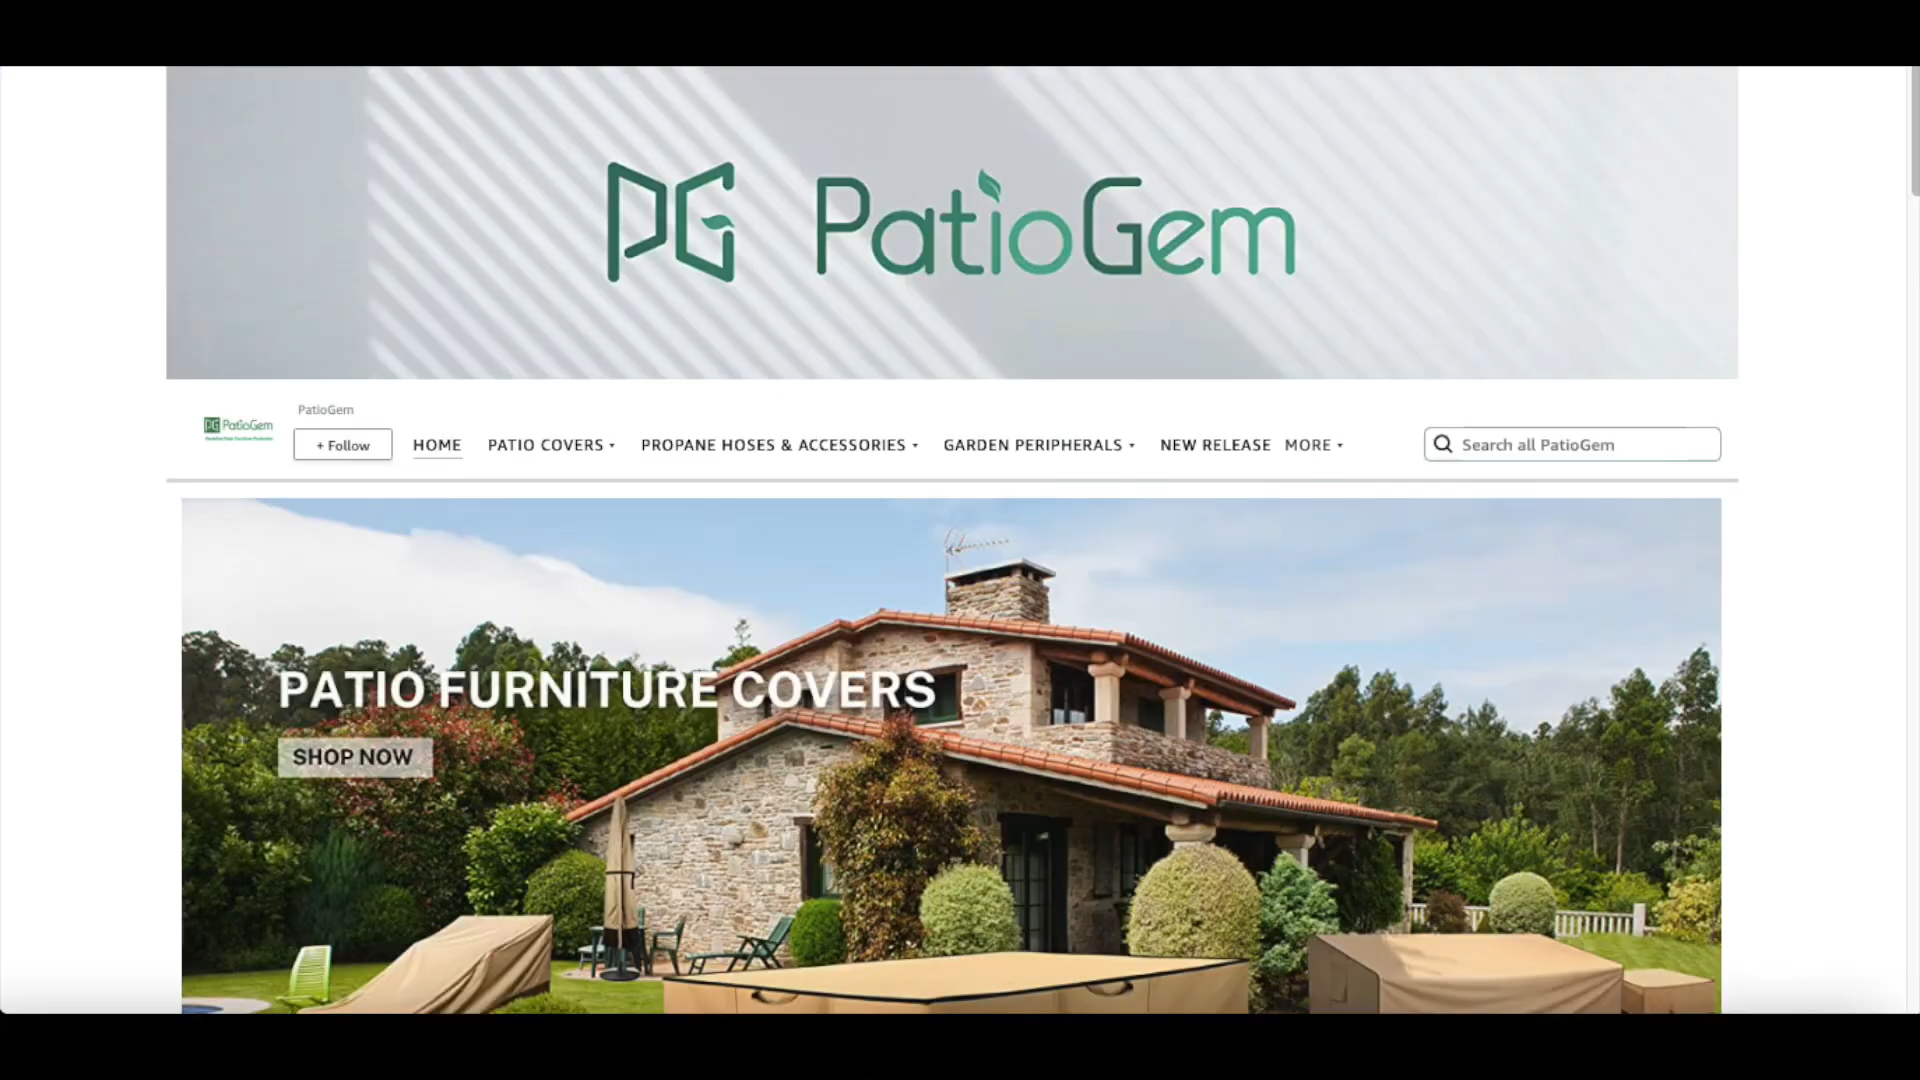 PG PatioGem
PG PatioGem
PatioGem
+ Follow
HOME
PATIO COVERS
PROPANE HOSES & ACCESSORIES
GARDEN PERIPHERALS
NEW RELEASE
MORE
Search all PatioGem
PATIO FURNITURE COVERS
SHOP NOW